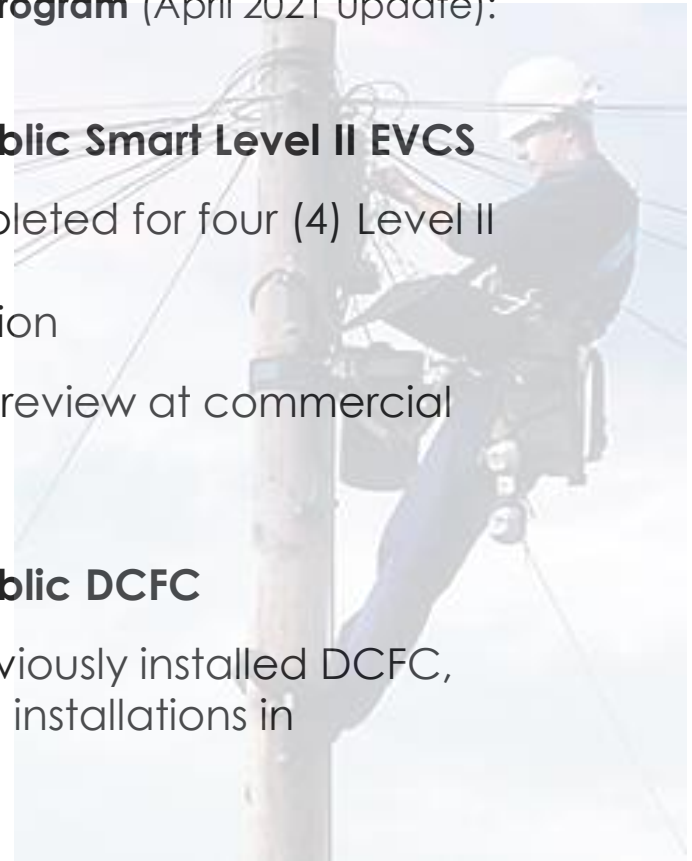 rogram (April 2021 update):
blic Smart Level II EVCS
pleted for four (4) Level II
ion
review at commercial
blic DCFC
viously installed DCFC,
installations in